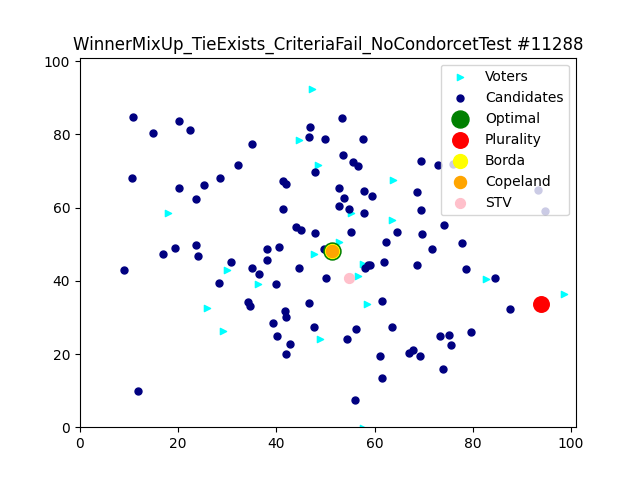 WinnerMixUp_TieExists_CriteriaFail_NoCondorcetTest #11288
100
80
60
40
20
0
0 20 40 60 80 100
Voters
Candidates
Optimal
Plurality
Borda
Copeland
STV